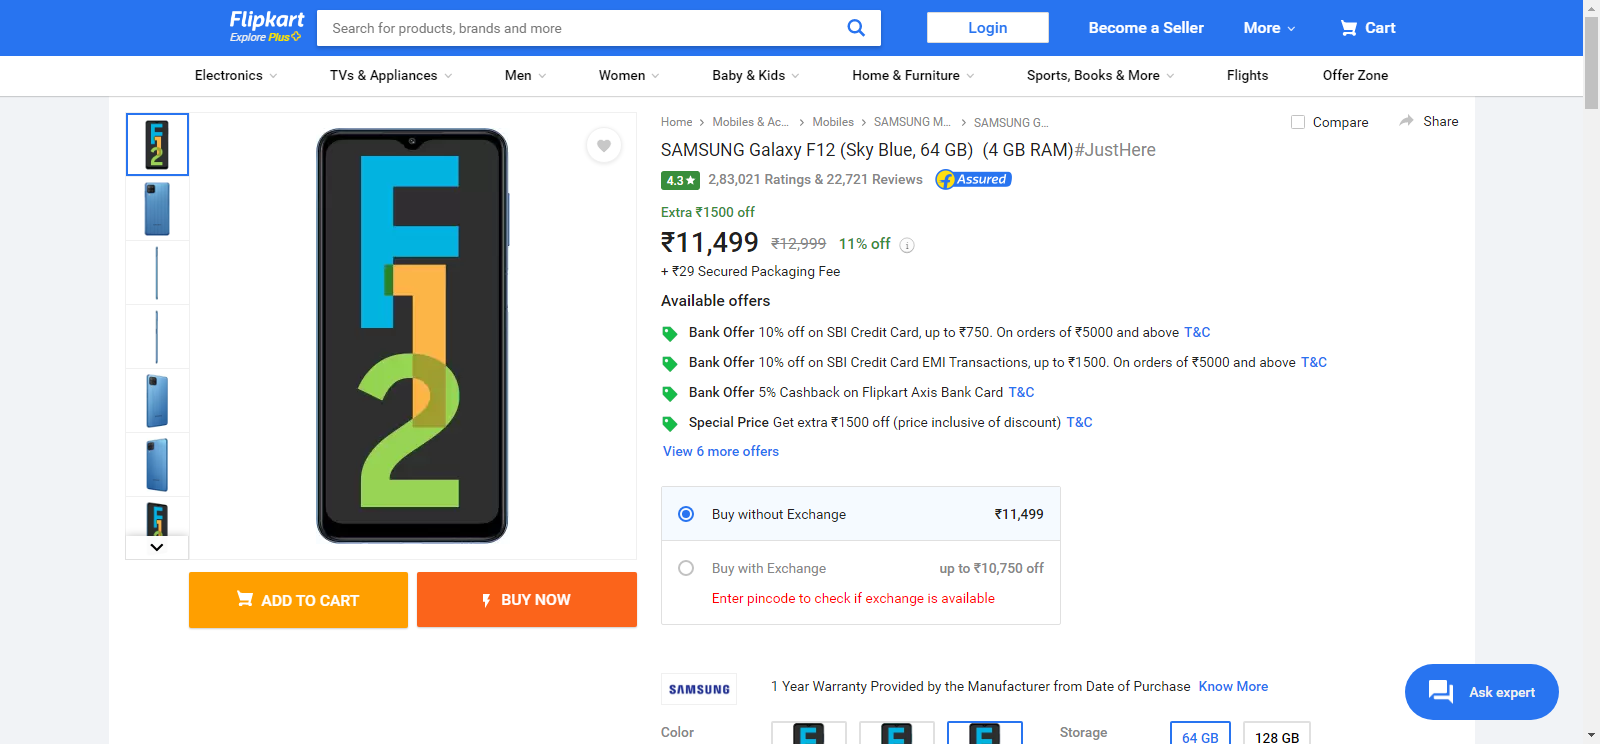 Flipkart
Explore Plus
Search for products, brands and more
Login
Become a Seller
More
Cart
Electronics
TVs & Appliances
Men
Women
Baby & Kids
Home & Furniture
Sports, Books & More
Flights
Offer Zone
Home
Mobiles & Ac...
Mobiles
SAMSUNG M...
SAMSUNG G...
Compare
Share
SAMSUNG Galaxy F12 (Sky Blue, 64 GB)  (4 GB RAM)#JustHere
4.3★ 2,83,021 Ratings & 22,721 Reviews
Assured
Extra ₹1500 off
₹11,499 ₹12,999 11% off
+ ₹29 Secured Packaging Fee
Available offers
Bank Offer 10% off on SBI Credit Card, up to ₹750. On orders of ₹5000 and above T&C
Bank Offer 10% off on SBI Credit Card EMI Transactions, up to ₹1500. On orders of ₹5000 and above T&C
Bank Offer 5% Cashback on Flipkart Axis Bank Card T&C
Special Price Get extra ₹1500 off (price inclusive of discount) T&C
View 6 more offers
Buy without Exchange ₹11,499
Buy with Exchange up to ₹10,750 off
Enter pincode to check if exchange is available
F12
ADD TO CART
BUY NOW
SAMSUNG
1 Year Warranty Provided by the Manufacturer from Date of Purchase Know More
Color
Storage
64 GB
128 GB
Ask expert